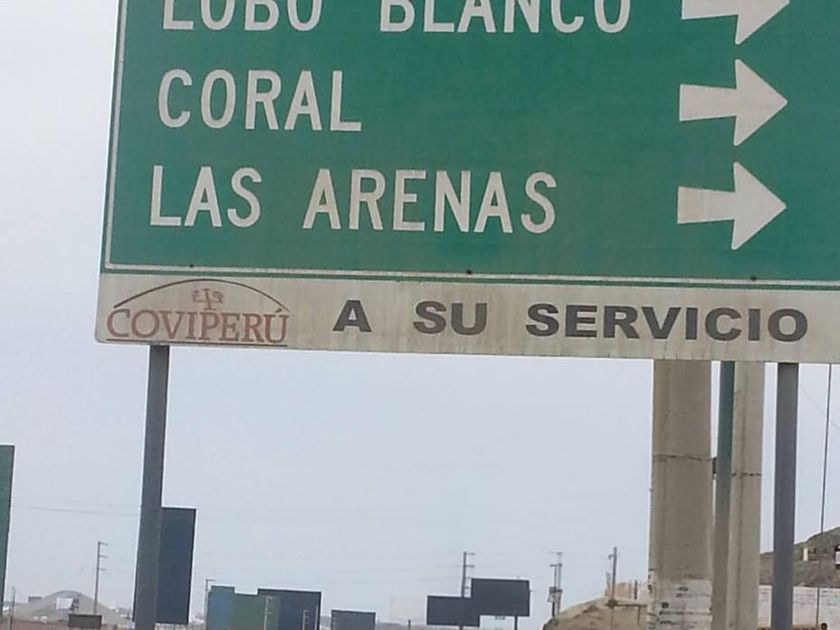 LOBO BLANCO
CORAL
LAS ARENAS
COVIPERÚ A SU SERVICIO